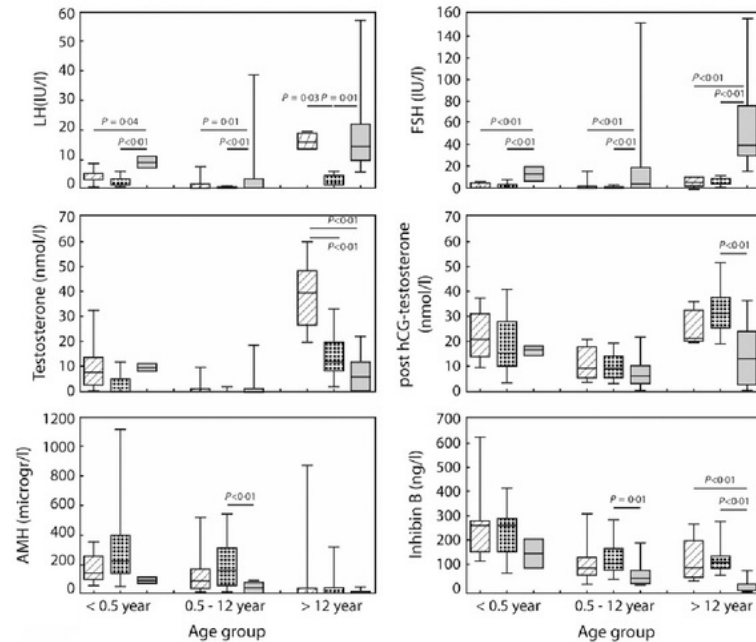 LH(IU/l)
60
50
40
30
20
10
0
P = 0·04
P<0·01
P = 0·01
P<0·01
P = 0·03
P = 0·01
FSH (IU/l)
160
140
120
100
80
60
40
20
0
P<0·01
P<0·01
P<0·01
P<0·01
P<0·01
P<0·01
Testosterone (nmol/l)
70
60
50
40
30
20
10
0
P<0·01
P<0·01
post hCG-testosterone
(nmol/l)
70
60
50
40
30
20
10
0
P<0·01
AMH (microgr/l)
1200
1000
800
600
400
200
0
P<0·01
< 0.5 year
0.5 - 12 year
> 12 year
Age group
Inhibin B (ng/l)
700
600
500
400
300
200
100
0
P = 0·01
P<0·01
P<0·01
< 0.5 year
0.5 - 12 year
> 12 year
Age group